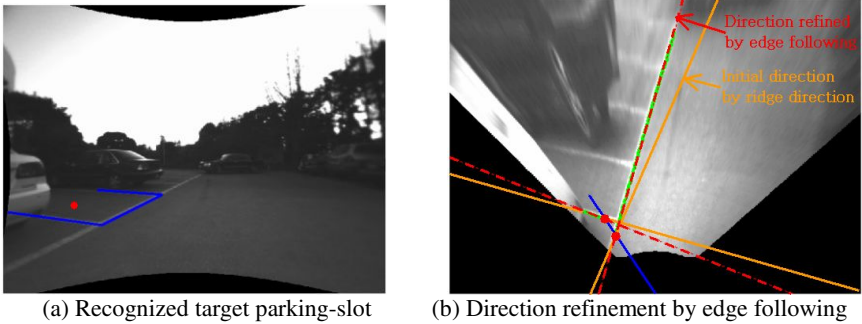 Direction refined
by edge following
Initial direction
by ridge direction
(a) Recognized target parking-slot
(b) Direction refinement by edge following